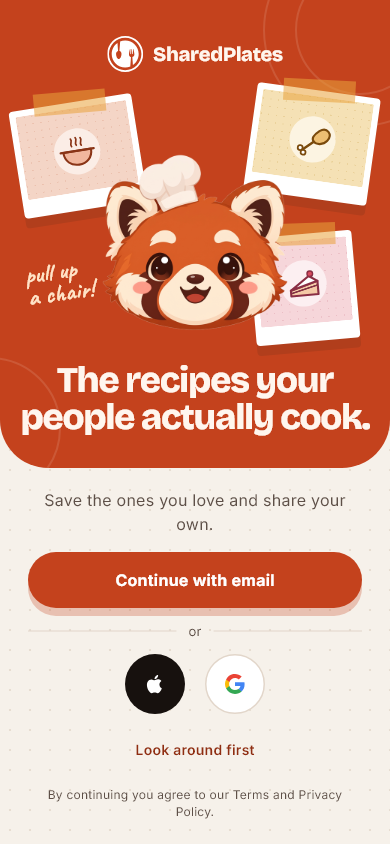 SharedPlates
pull up
a chair!
The recipes your
people actually cook.
Save the ones you love and share your
own.
Continue with email
or
Look around first
By continuing you agree to our Terms and Privacy
Policy.